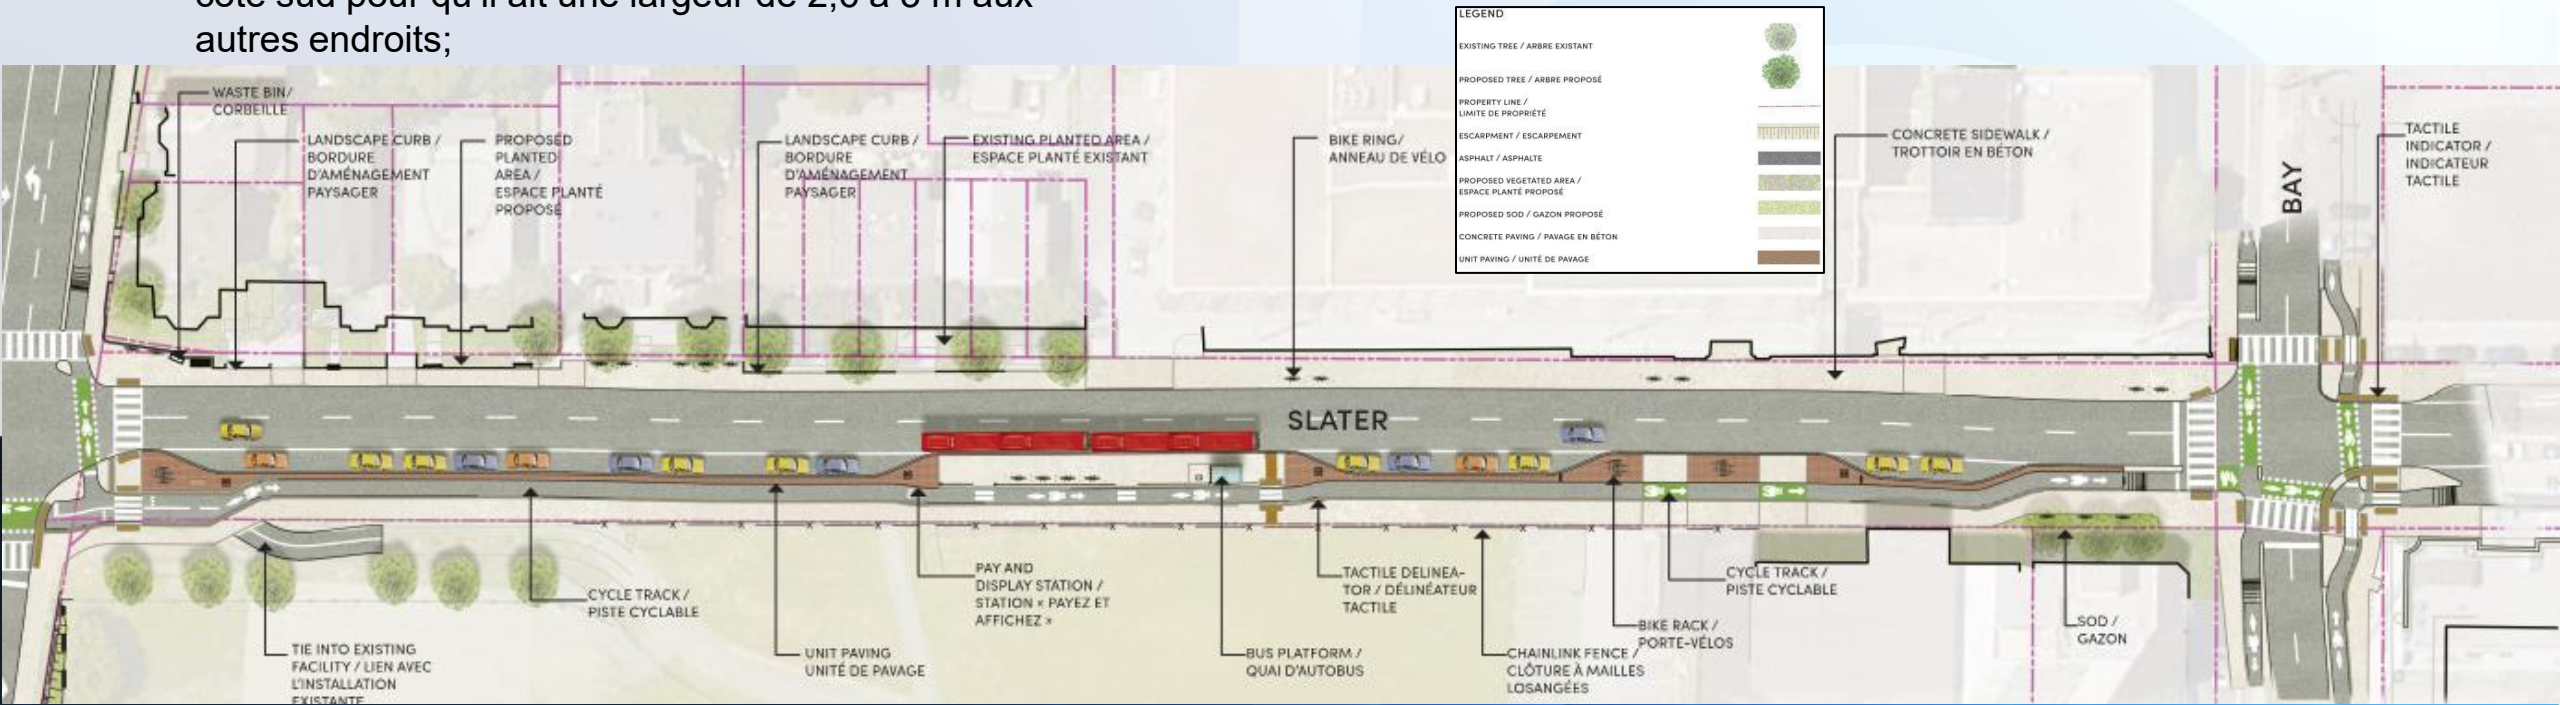 autres endroits;
LEGEND
EXISTING TREE / ARBRE EXISTANT
PROPOSED TREE / ARBRE PROPOSÉ
PROPERTY LINE /
LIMITE DE PROPRIÉTÉ
ESCARPMENT / ESCARPEMENT
ASPHALT / ASPHALTE
PROPOSED VEGETATED AREA /
ESPACE PLANTÉ PROPOSÉ
PROPOSED SOD / GAZON PROPOSÉ
CONCRETE PAVING / PAVAGE EN BÉTON
UNIT PAVING / UNITÉ DE PAVAGE
WASTE BIN/
CORBEILLE
LANDSCAPE CURB /
BORDURE
D'AMÉNAGEMENT
PAYSAGER
PROPOSED
PLANTED
AREA /
ESPACE PLANTÉ
PROPOSÉ
LANDSCAPE CURB /
BORDURE
D'AMÉNAGEMENT
PAYSAGER
EXISTING PLANTED AREA /
ESPACE PLANTÉ EXISTANT
BIKE RING/
ANNEAU DE VÉLO
CONCRETE SIDEWALK /
TROTTOIR EN BÉTON
BAY
TACTILE
INDICATOR /
INDICATEUR
TACTILE
SLATER
TIE INTO EXISTING
FACILITY / LIEN AVEC
L'INSTALLATION
EXISTANTE
CYCLE TRACK /
PISTE CYCLABLE
UNIT PAVING
UNITÉ DE PAVAGE
PAY AND
DISPLAY STATION /
STATION « PAYEZ ET
AFFICHEZ »
BUS PLATFORM /
QUAI D'AUTOBUS
TACTILE DELINEA-
TOR / DÉLINÉATEUR
TACTILE
CHAINLINK FENCE /
CLÔTURE À MAILLES
LOSANGÉES
BIKE RACK /
PORTE-VÉLOS
CYCLE TRACK /
PISTE CYCLABLE
SOD /
GAZON